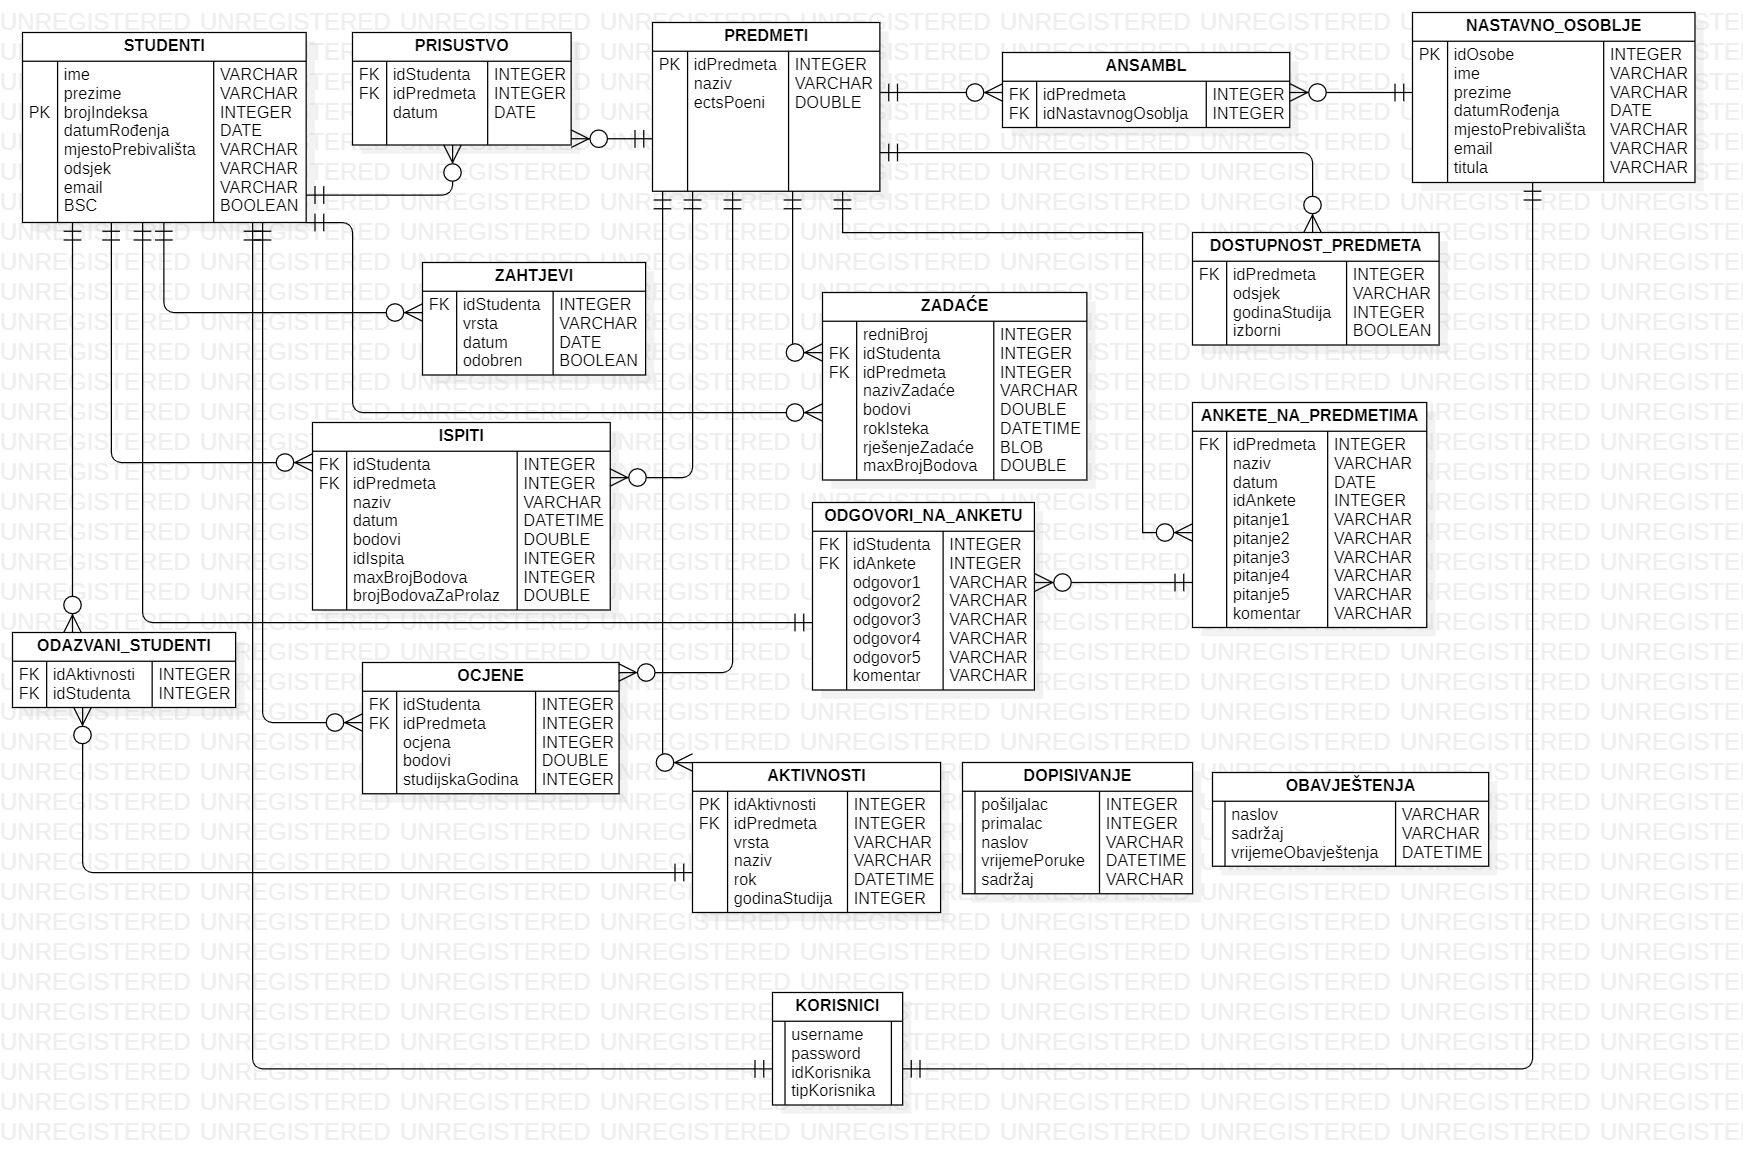 STUDENTI
ime VARCHAR
prezime VARCHAR
PK brojIndeksa INTEGER
datumRođenja DATE
mjestoPrebivališta VARCHAR
odsjek VARCHAR
email VARCHAR
BSC BOOLEAN
PRISUSTVO
FK idStudenta INTEGER
FK idPredmeta INTEGER
datum DATE
PREDMETI
PK idPredmeta INTEGER
naziv VARCHAR
ectsPoeni DOUBLE
ANSAMBL
FK idPredmeta INTEGER
FK idNastavnogOsoblja INTEGER
NASTAVNO_OSOBLJE
PK idOsobe INTEGER
ime VARCHAR
prezime VARCHAR
datumRođenja DATE
mjestoPrebivališta VARCHAR
email VARCHAR
titula VARCHAR
DOSTUPNOST_PREDMETA
FK idPredmeta INTEGER
odsjek VARCHAR
godinaStudija INTEGER
izborni BOOLEAN
ZAHTJEVI
FK idStudenta INTEGER
vrsta VARCHAR
datum DATE
odobren BOOLEAN
ZADAĆE
redniBroj INTEGER
FK idStudenta INTEGER
FK idPredmeta INTEGER
nazivZadaće VARCHAR
bodovi DOUBLE
rokIsteka DATETIME
rješenjeZadaće BLOB
maxBrojBodova DOUBLE
ANKETE_NA_PREDMETIMA
FK idPredmeta INTEGER
naziv VARCHAR
datum DATE
idAnkete INTEGER
pitanje1 VARCHAR
pitanje2 VARCHAR
pitanje3 VARCHAR
pitanje4 VARCHAR
pitanje5 VARCHAR
komentar VARCHAR
ISPITI
FK idStudenta INTEGER
FK idPredmeta INTEGER
naziv VARCHAR
datum DATETIME
bodovi DOUBLE
idIspita INTEGER
maxBrojBodova INTEGER
brojBodovaZaProlaz DOUBLE
ODGOVORI_NA_ANKETU
FK idStudenta INTEGER
FK idAnkete INTEGER
odgovor1 VARCHAR
odgovor2 VARCHAR
odgovor3 VARCHAR
odgovor4 VARCHAR
odgovor5 VARCHAR
komentar VARCHAR
ODAZVANI_STUDENTI
FK idAktivnosti INTEGER
FK idStudenta INTEGER
OCJENE
FK idStudenta INTEGER
FK idPredmeta INTEGER
ocjena INTEGER
bodovi DOUBLE
studijskaGodina INTEGER
AKTIVNOSTI
PK idAktivnosti INTEGER
FK idPredmeta INTEGER
vrsta VARCHAR
naziv VARCHAR
rok DATETIME
godinaStudija INTEGER
DOPISIVANJE
pošiljalac INTEGER
primalac INTEGER
naslov VARCHAR
vrijemePoruke DATETIME
sadržaj VARCHAR
OBAVJEŠTENJA
naslov VARCHAR
sadržaj VARCHAR
vrijemeObavještenja DATETIME
KORISNICI
username
password
idKorisnika
tipKorisnika
UNREGISTERED